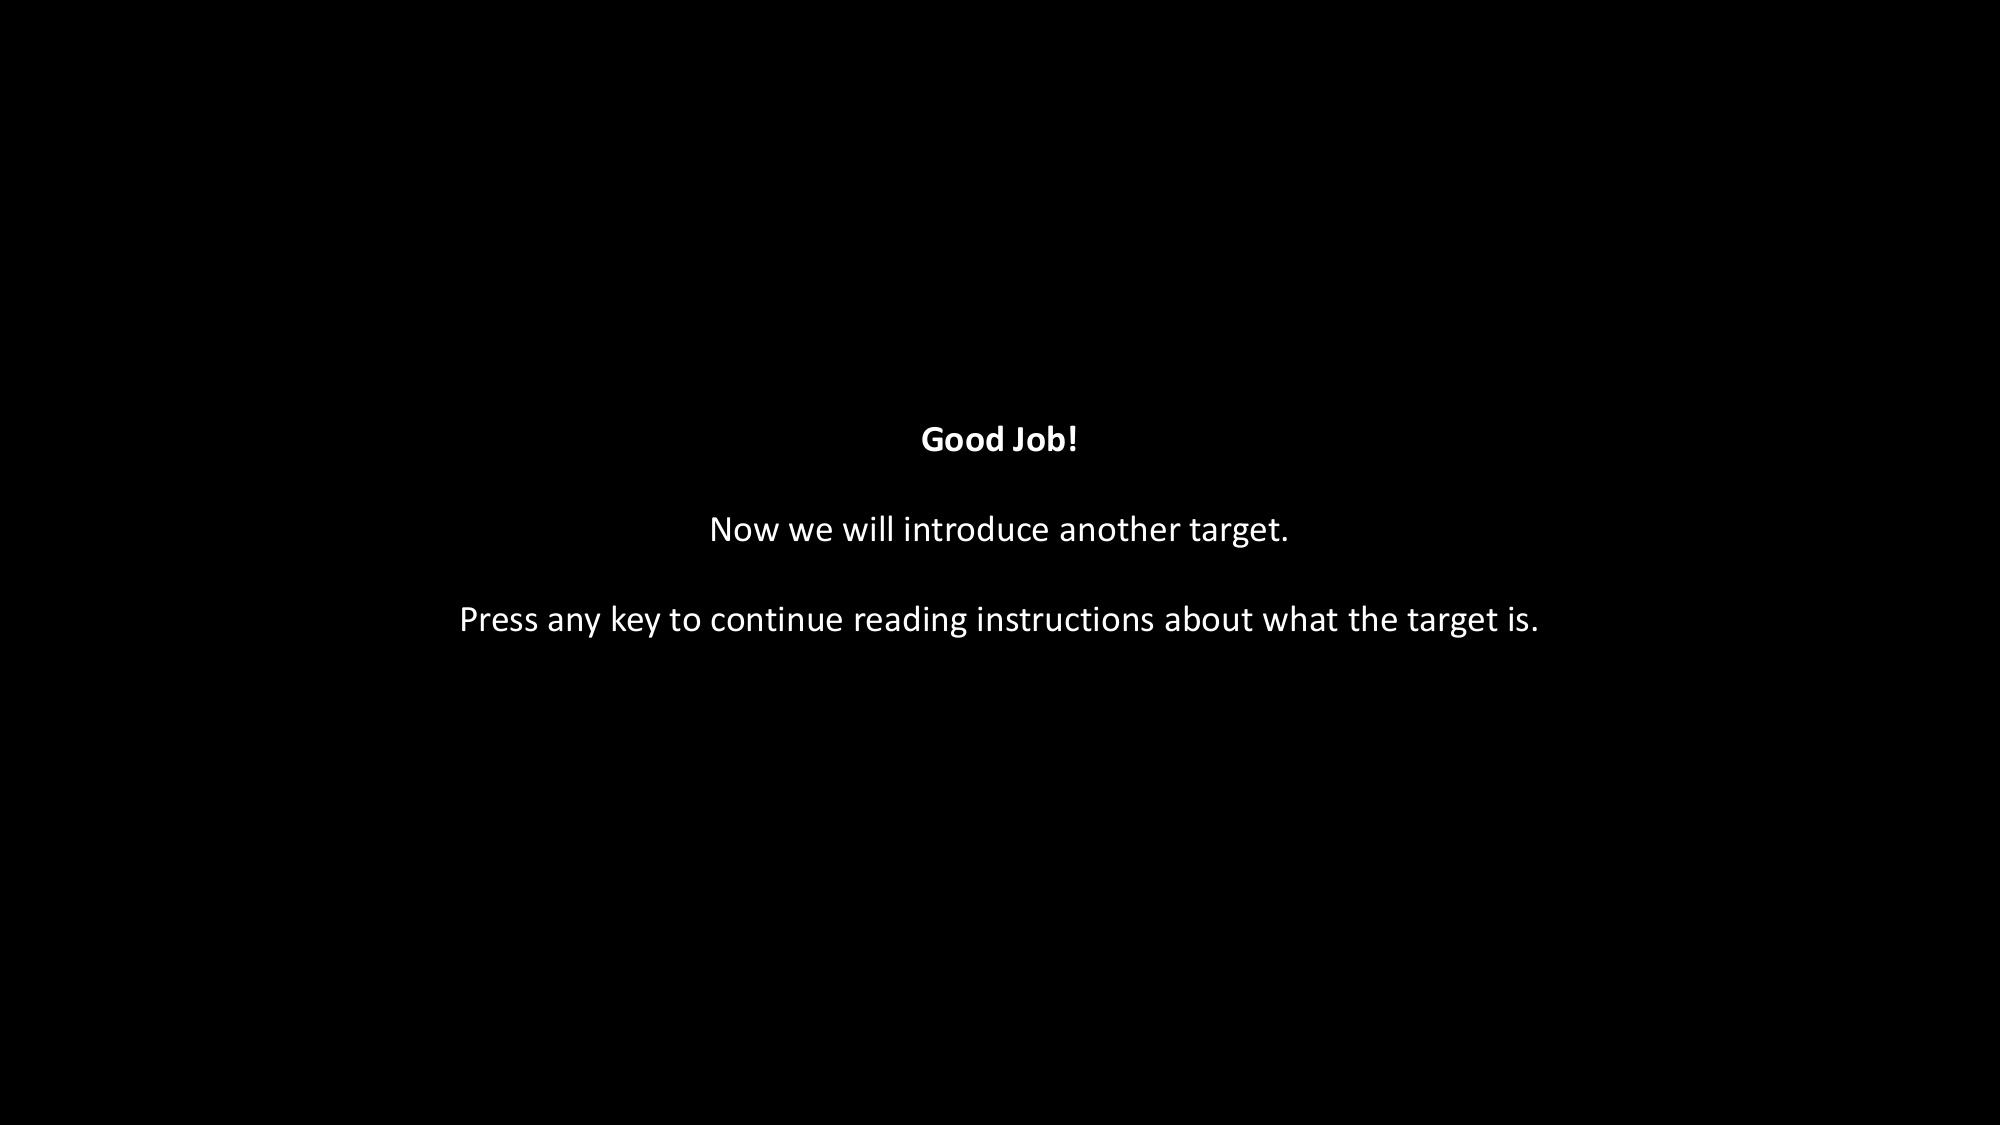 Good Job!
Now we will introduce another target.
Press any key to continue reading instructions about what the target is.